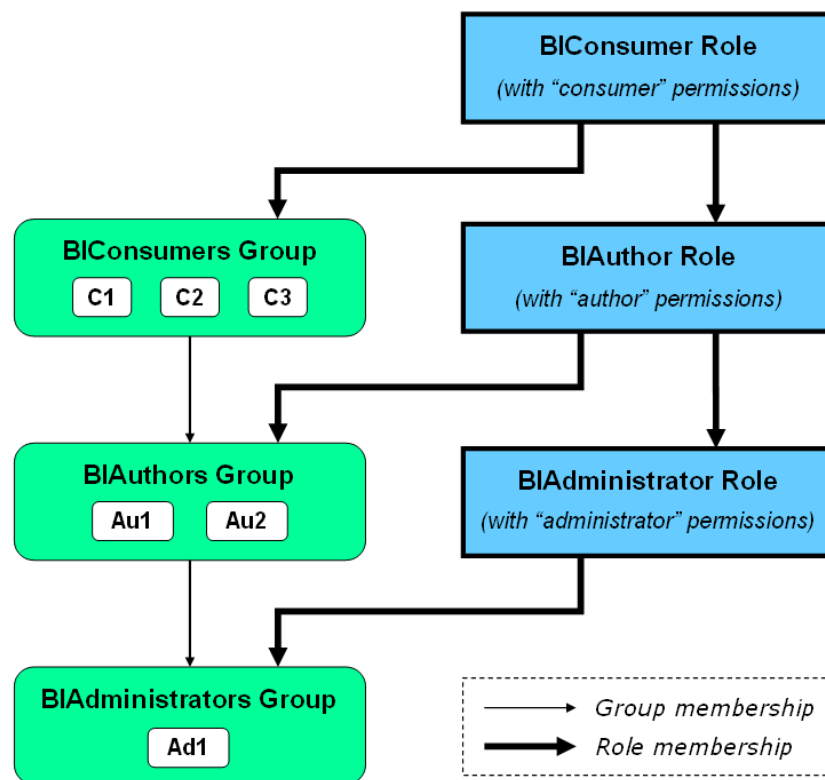 BIConsumer Role
(with “consumer” permissions)
BIConsumers Group
C1 C2 C3
BIAuthor Role
(with “author” permissions)
BIAuthors Group
Au1 Au2
BIAdministrator Role
(with “administrator” permissions)
BIAdministrators Group
Ad1
Group membership
Role membership